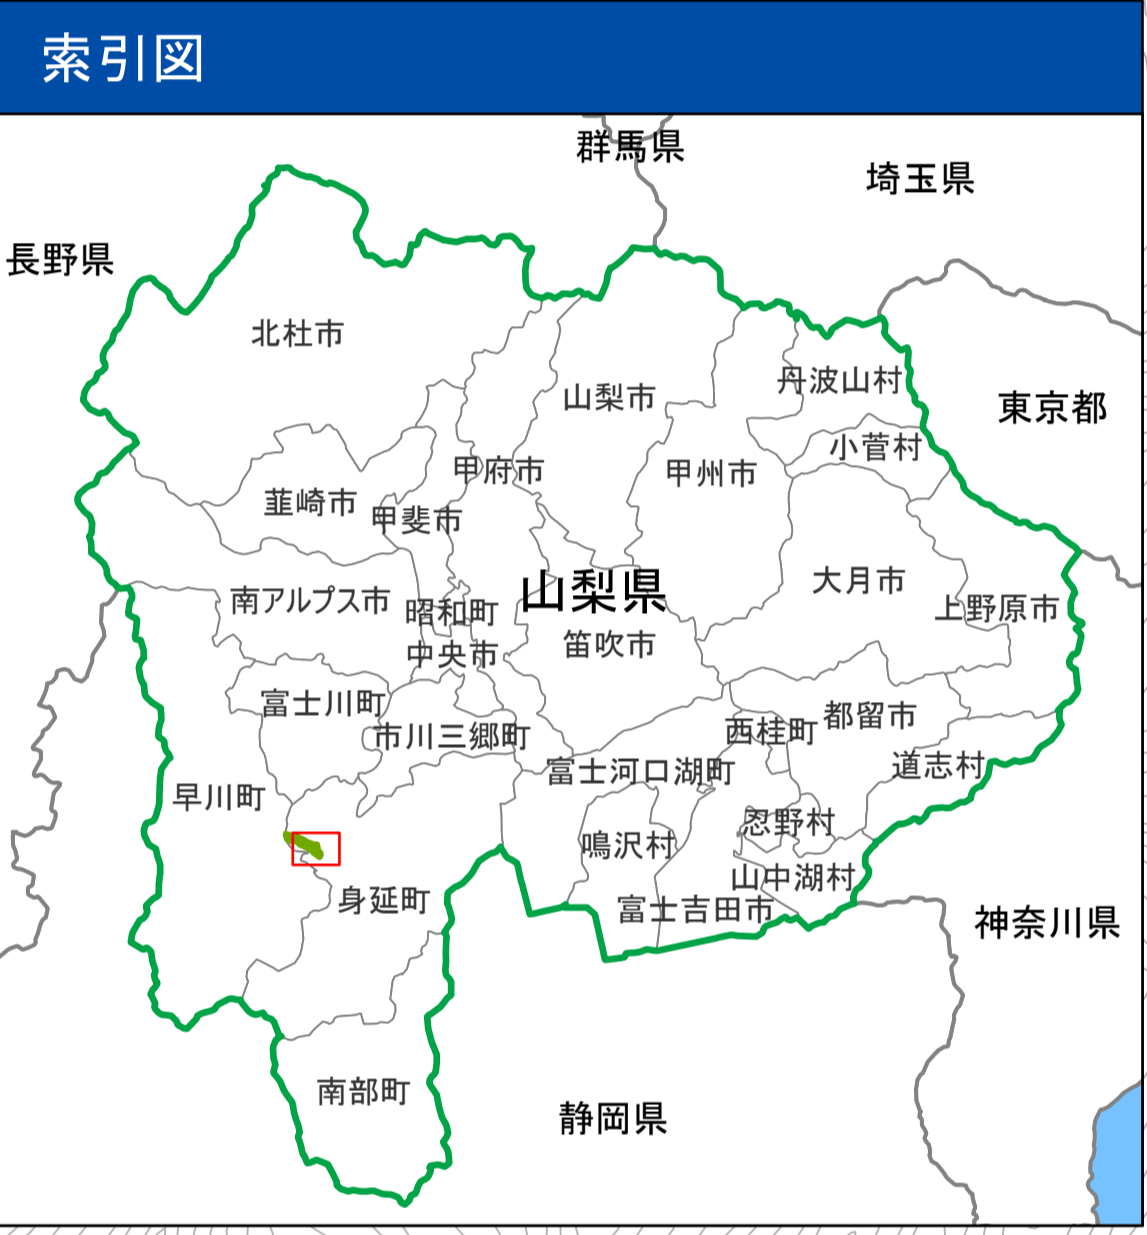 索引図
群馬県
埼玉県
長野県
北杜市
丹波山村
山梨市
東京都
小菅村
甲府市
甲州市
韮崎市
甲斐市
大月市
山梨県
南アルプス市
昭和町
上野原市
笛吹市
中央市
富士川町
都留市
西桂町
市川三郷町
道志村
富士河口湖町
早川町
忍野村
鳴沢村
山中湖村
身延町
富士吉田市
神奈川県
南部町
静岡県